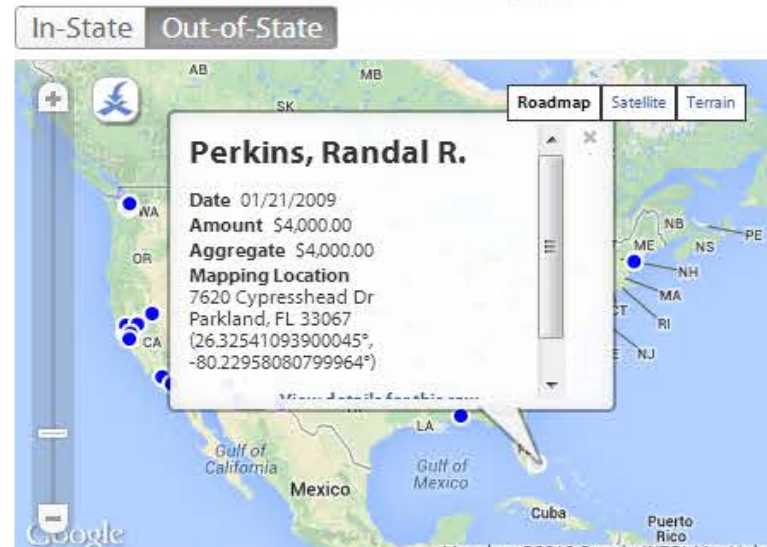 In-State Out-of-State
AB
MB
SK
Roadmap Satellite Terrain
Perkins, Randal R.
Date 01/21/2009
Amount $4,000.00
Aggregate $4,000.00
Mapping Location
7620 Cypresshead Dr
Parkland, FL 33067
(26.32541093900045°,
-80.22958080799964°)
WA
OR
CA
NB
PE
ME
NS
NH
MA
RI
NJ
LA
Gulf of
California
Mexico
Gulf of
Mexico
Cuba
Puerto
Rico
Google